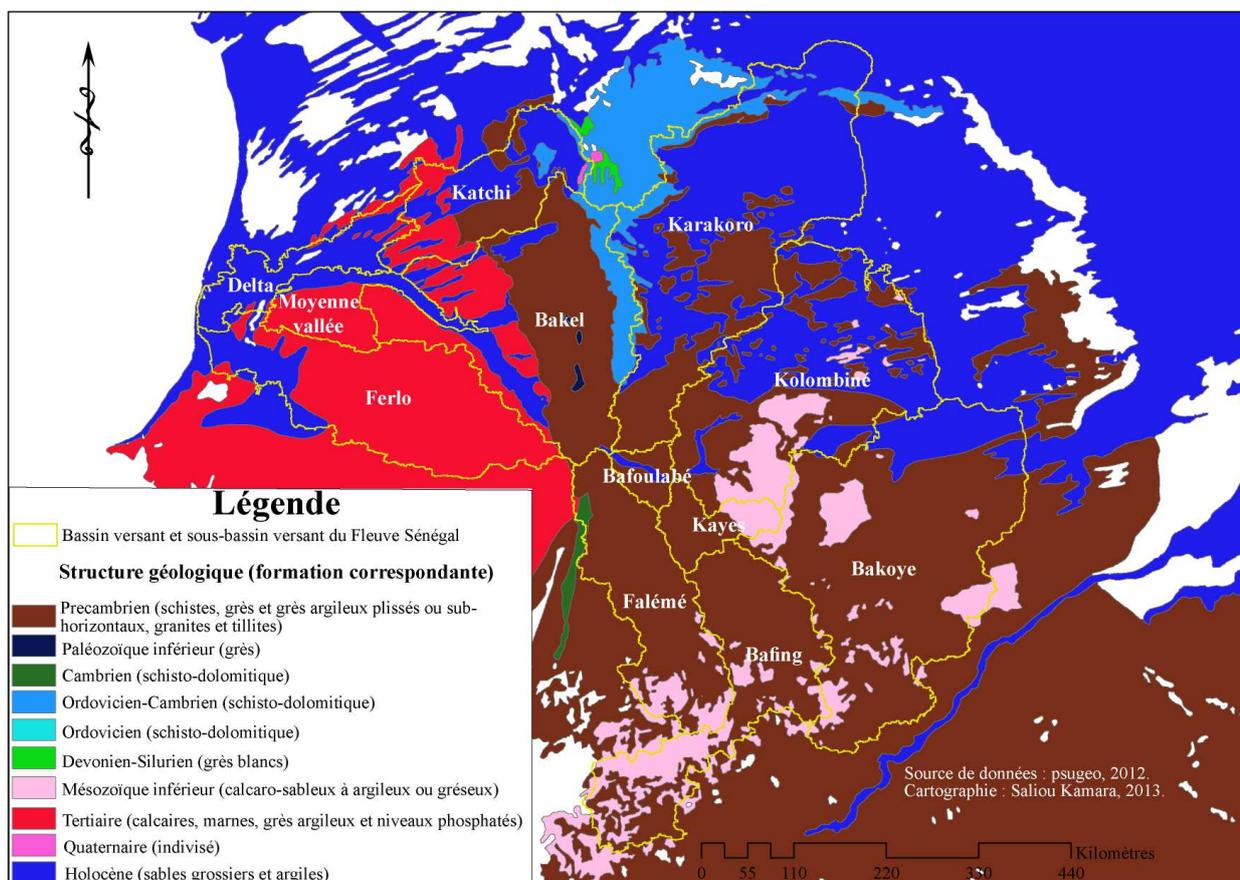 Katchi
Karakoro
Delta
Moyenne
vallée
Bakel
Ferlo
Kolombiné
Bafoulabé
Kayes
Bakoye
Falémé
Bafing
Légende
Bassin versant et sous-bassin versant du Fleuve Sénégal
Structure géologique (formation correspondante)
Precambrien (schistes, grès et grès argileux plissés ou sub-
horizontaux, granites et tillites)
Paléozoïque inférieur (grès)
Cambrien (schisto-dolomitique)
Ordovicien-Cambrien (schisto-dolomitique)
Ordovicien (schisto-dolomitique)
Devonien-Silurien (grès blancs)
Mésozoïque inférieur (calcaro-sableux à argileux ou gréseux)
Tertiaire (calcaires, marnes, grès argileux et niveaux phosphatés)
Quaternaire (indivisé)
Holocène (sables grossiers et argiles)
Source de données : psugeo, 2012.
Cartographie : Saliou Kamara, 2013.
Kilomètres
0 55 110 220 330 440